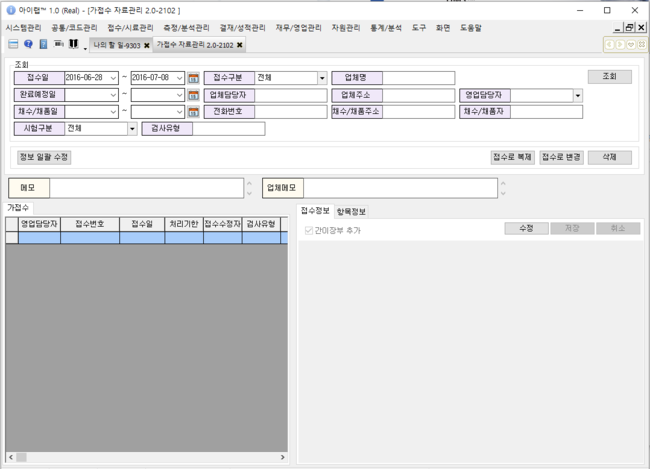 아이랩™ 1.0 (Real) - [가접수 자료관리 2.0-2102 ]
시스템관리 공통/코드관리 접수/시료관리 측정/분석관리 결재/성적관리 재무/영업관리 자원관리 통계/분석 도구 화면 도움말
나의 할 일-9303 가접수 자료관리 2.0-2102
조회
접수일 2016-06-28 ~ 2016-07-08 접수구분 전체 업체명 조회
완료예정일 ~ 업체담당자 업체주소 영업담당자
채수/채품일 ~ 전화번호 채수/채품주소 채수/채품자
시험구분 전체 검사유형
정보 일괄 수정 접수로 복제 접수로 변경 삭제
메모 업체메모
가접수 접수정보 항목정보
영업담당자 접수번호 접수일 처리기한 접수수정자 검사유형
간이장부 추가 수정 저장 취소